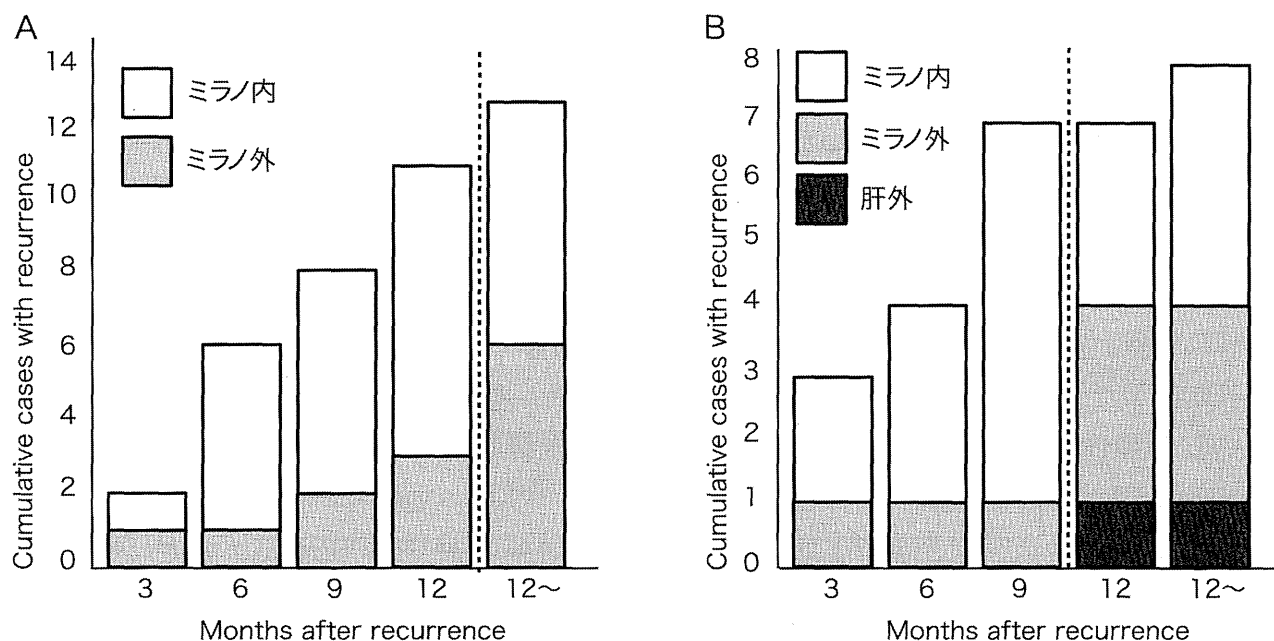 A
Cumulative cases with recurrence
14
12
10
8
6
4
2
0
ミラノ内
ミラノ外
3 6 9 12 12〜
Months after recurrence
B
Cumulative cases with recurrence
8
7
6
5
4
3
2
1
0
ミラノ内
ミラノ外
肝外
3 6 9 12 12〜
Months after recurrence